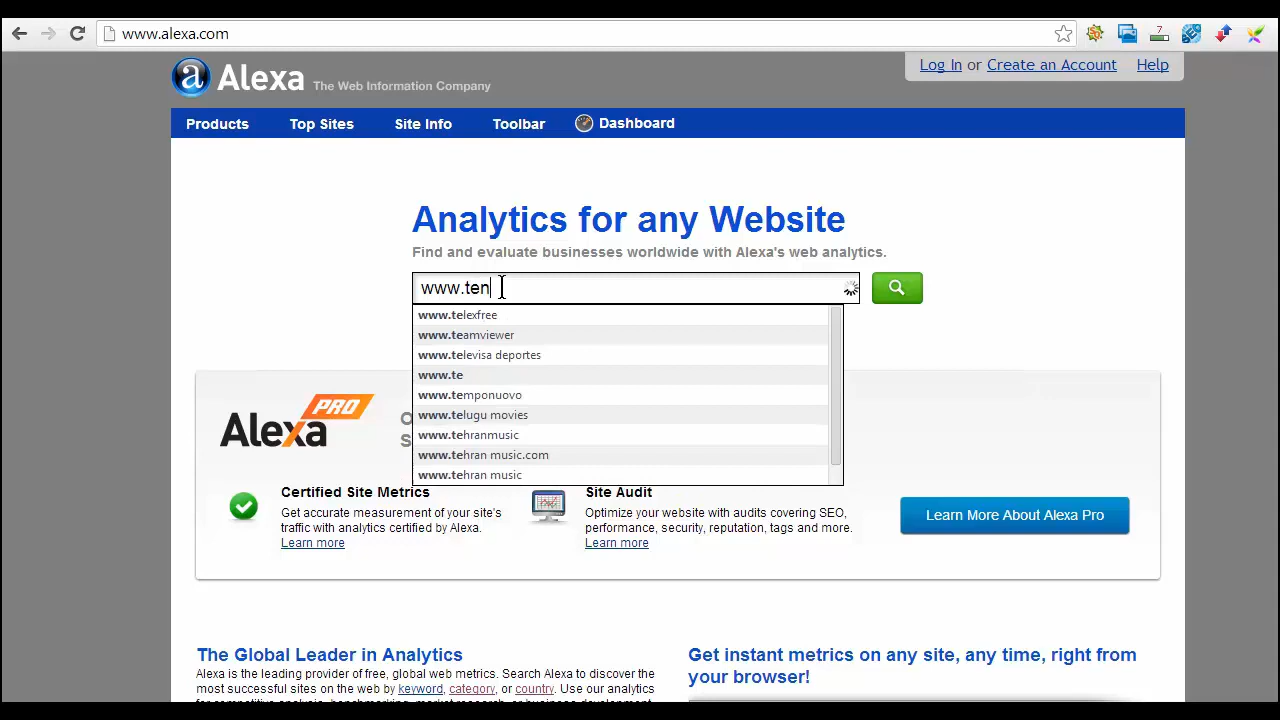 www.alexa.com
7
a Alexa The Web Information Company
Log In or Create an Account Help
Products Top Sites Site Info Toolbar Dashboard
Analytics for any Website
Find and evaluate businesses worldwide with Alexa's web analytics.
www.ten
www.telexfree
www.teamviewer
www.televisa deportes
www.te
www.temponuovo
www.telugu movies
www.tehranmusic
www.tehran music.com
www.tehran music
Alexa PRO
Certified Site Metrics
Get accurate measurement of your site's
traffic with analytics certified by Alexa.
Learn more
Site Audit
Optimize your website with audits covering SEO,
performance, security, reputation, tags and more.
Learn more
Learn More About Alexa Pro
The Global Leader in Analytics
Alexa is the leading provider of free, global web metrics. Search Alexa to discover the
most successful sites on the web by keyword, category, or country. Use our analytics
Get instant metrics on any site, any time, right from
your browser!